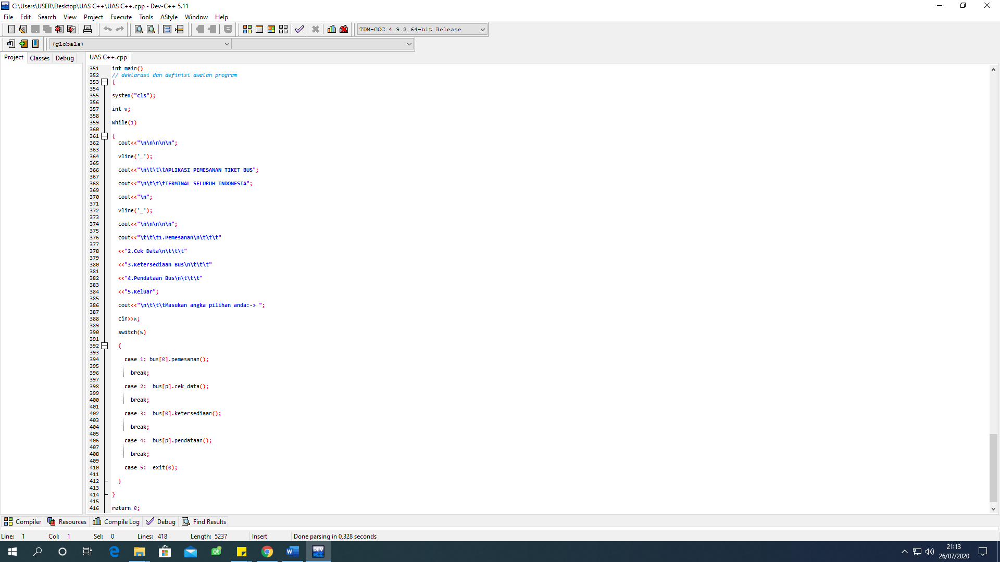 C:\Users\USER\Desktop\UAS C++\UAS C++.cpp - Dev-C++ 5.11
File Edit Search View Project Execute Tools AStyle Window Help
TDM-GCC 4.9.2 64-bit Release
(globals)
Project Classes Debug
UAS C++.cpp
351 int main()
352 // deklarasi dan definisi awalan program
353 {
354
355 system("cls");
356
357 int w;
358
359 while(1)
360
361 {
362 cout<<"\n\n\n\n\n";
363
364 vline('_');
365
366 cout<<"\n\t\t\tAPLIKASI PEMESANAN TIKET BUS";
367
368 cout<<"\n\t\t\tTERMINAL SELURUH INDONESIA";
369
370 cout<<"\n";
371
372 vline('_');
373
374 cout<<"\n\n\n\n\n";
375
376 cout<<"\t\t\t1.Pemesanan\n\t\t\t"
377
378 <<"2.Cek Data\n\t\t\t"
379
380 <<"3.Ketersediaan Bus\n\t\t\t"
381
382 <<"4.Pendataan Bus\n\t\t\t"
383
384 <<"5.Keluar";
385
386 cout<<"\n\t\t\tMasukan angka pilihan anda:-> ";
387
388 cin>>w;
389
390 switch(w)
391
392 {
393
394 case 1: bus[0].pemesanan();
395
396 break;
397
398 case 2: bus[p].cek_data();
399
400 break;
401
402 case 3: bus[0].ketersediaan();
403
404 break;
405
406 case 4: bus[p].pendataan();
407
408 break;
409
410 case 5: exit(0);
411
412 }
413
414 }
415
416 return 0;
Compiler Resources Compile Log Debug Find Results
Line: 1 Col: 1 Sel: 0 Lines: 418 Length: 5237 Insert Done parsing in 0,328 seconds
21:13
26/07/2020